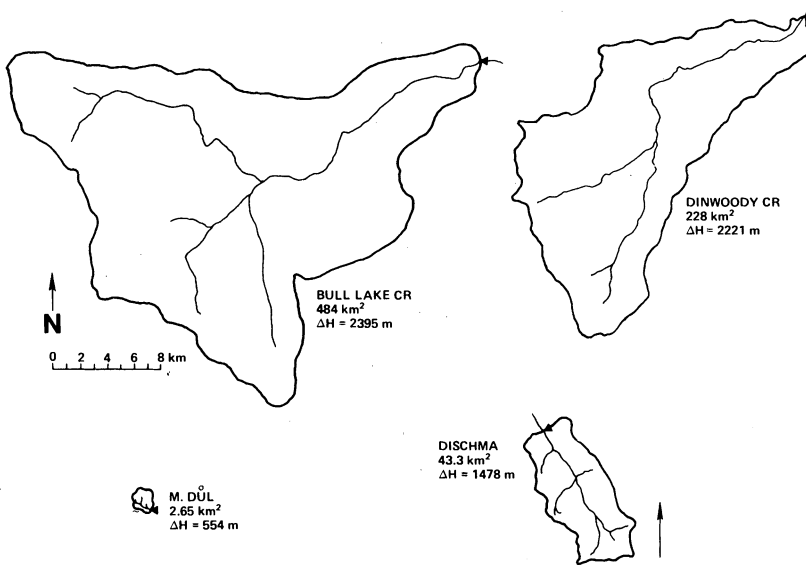 DINWOODY CR
228 km²
ΔH = 2221 m
BULL LAKE CR
484 km²
ΔH = 2395 m
N
0 2 4 6 8 km
DISCHMA
43.3 km²
ΔH = 1478 m
M. DŮL
2.65 km²
ΔH = 554 m